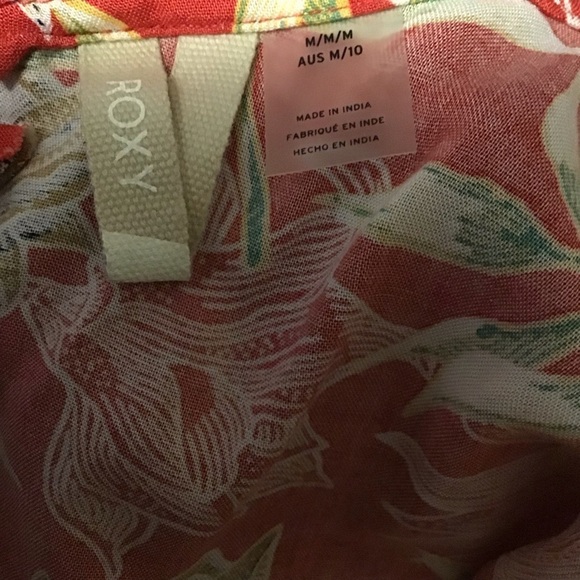 ROXY
M/M/M
AUS M/10
MADE IN INDIA
FABRIQUÉ EN INDE
HECHO EN INDIA